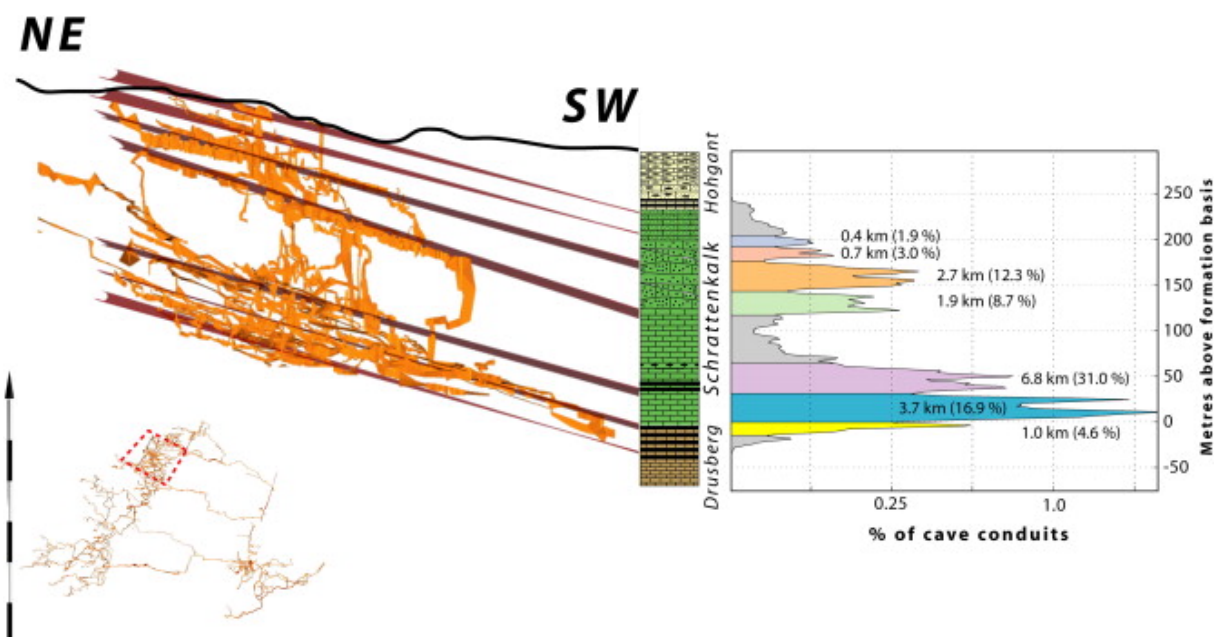 NE
SW
Hohgant
Schrattenkalk
Drusberg
0.4 km (1.9 %)
0.7 km (3.0 %)
2.7 km (12.3 %)
1.9 km (8.7 %)
6.8 km (31.0 %)
3.7 km (16.9 %)
1.0 km (4.6 %)
250
200
150
100
50
0
-50
Metres above formation basis
0.25
1.0
% of cave conduits